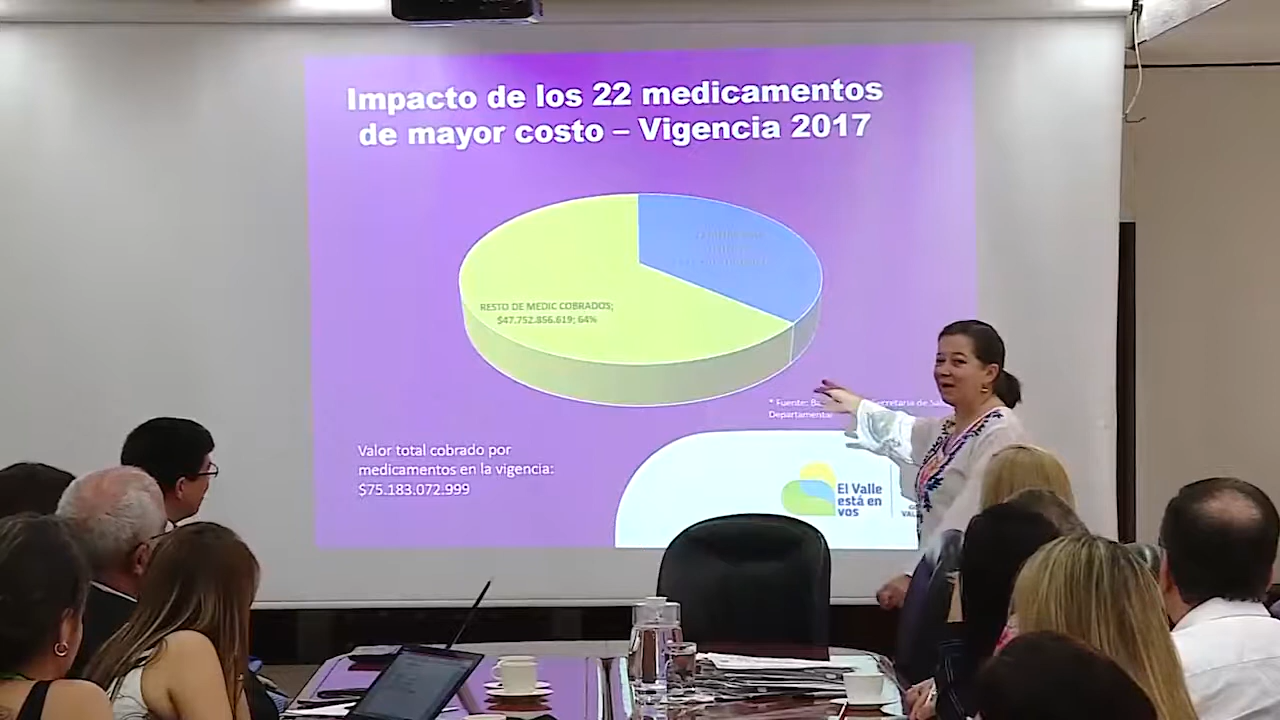 Impacto de los 22 medicamentos
de mayor costo – Vigencia 2017
RESTO DE MEDIC COBRADOS;
$47.752.856.619; 64%
* Fuente:
Secretaria de
Departamental
Valor total cobrado por
medicamentos en la vigencia:
$75.183.072.999
El Valle
está en
vos